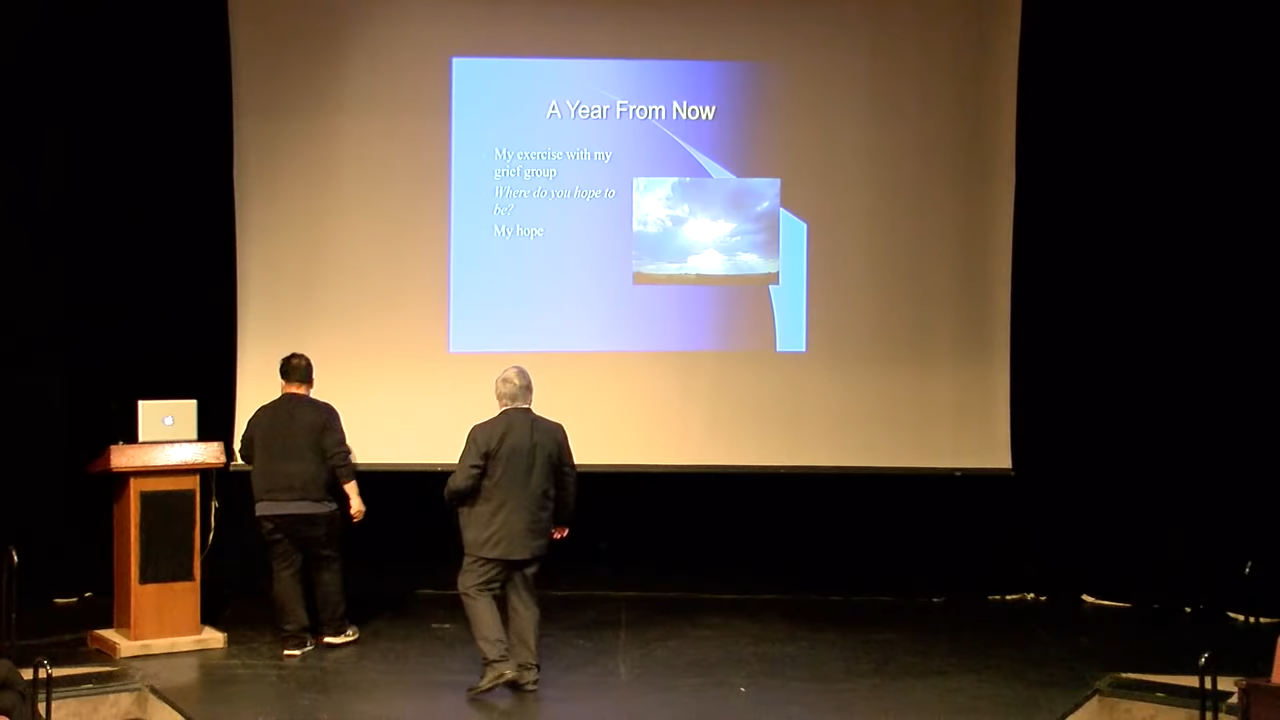 A Year From Now
My exercise with my
grief group
Where do you hope to
be?
My hope